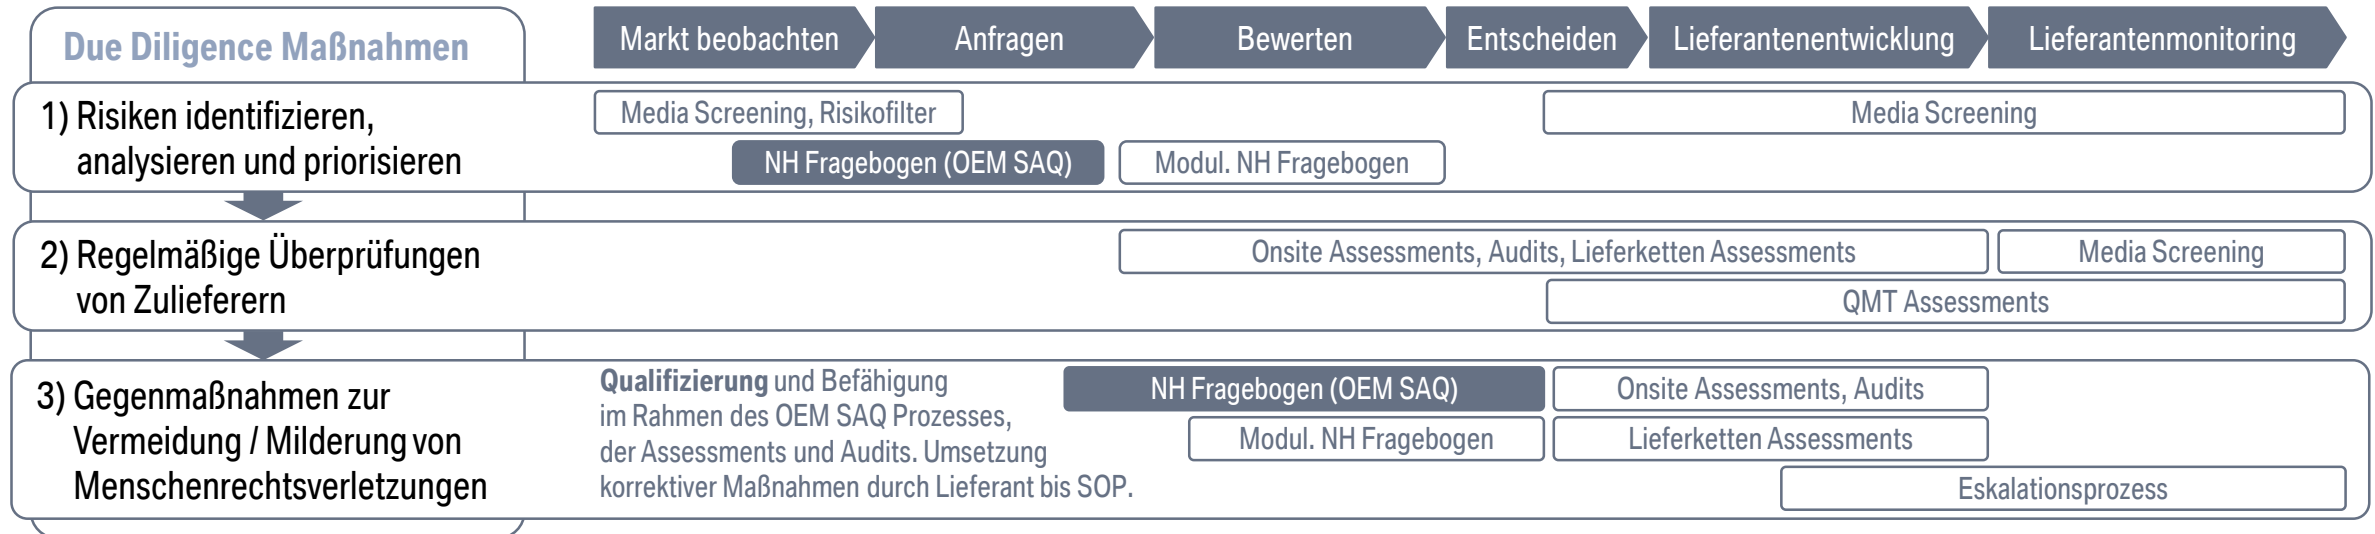 Due Diligence Maßnahmen
Markt beobachten
Anfragen
Bewerten
Entscheiden
Lieferantenentwicklung
Lieferantenmonitoring
1) Risiken identifizieren,
analysieren und priorisieren
Media Screening, Risikofilter
Media Screening
NH Fragebogen (OEM SAQ)
Modul. NH Fragebogen
2) Regelmäßige Überprüfungen
von Zulieferern
Onsite Assessments, Audits, Lieferketten Assessments
Media Screening
QMT Assessments
3) Gegenmaßnahmen zur
Vermeidung / Milderung von
Menschenrechtsverletzungen
Qualifizierung und Befähigung
im Rahmen des OEM SAQ Prozesses,
der Assessments und Audits. Umsetzung
korrektiver Maßnahmen durch Lieferant bis SOP.
NH Fragebogen (OEM SAQ)
Onsite Assessments, Audits
Modul. NH Fragebogen
Lieferketten Assessments
Eskalationsprozess